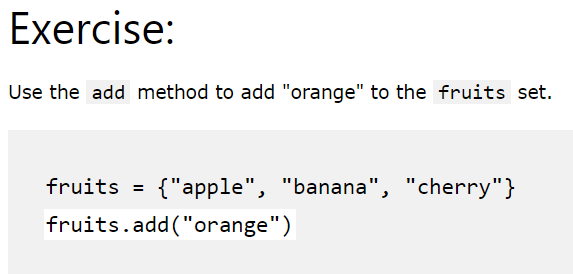 Exercise:
Use the add method to add "orange" to the fruits set.
fruits = {"apple", "banana", "cherry"}
fruits.add("orange")